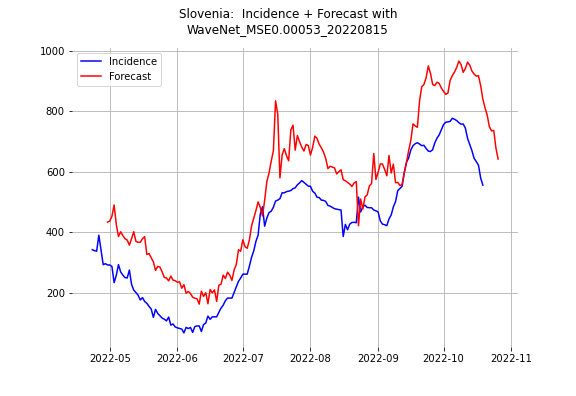 Slovenia:  Incidence + Forecast with
WaveNet_MSE0.00053_20220815
Incidence
Forecast
1000
800
600
400
200
2022-05 2022-06 2022-07 2022-08 2022-09 2022-10 2022-11